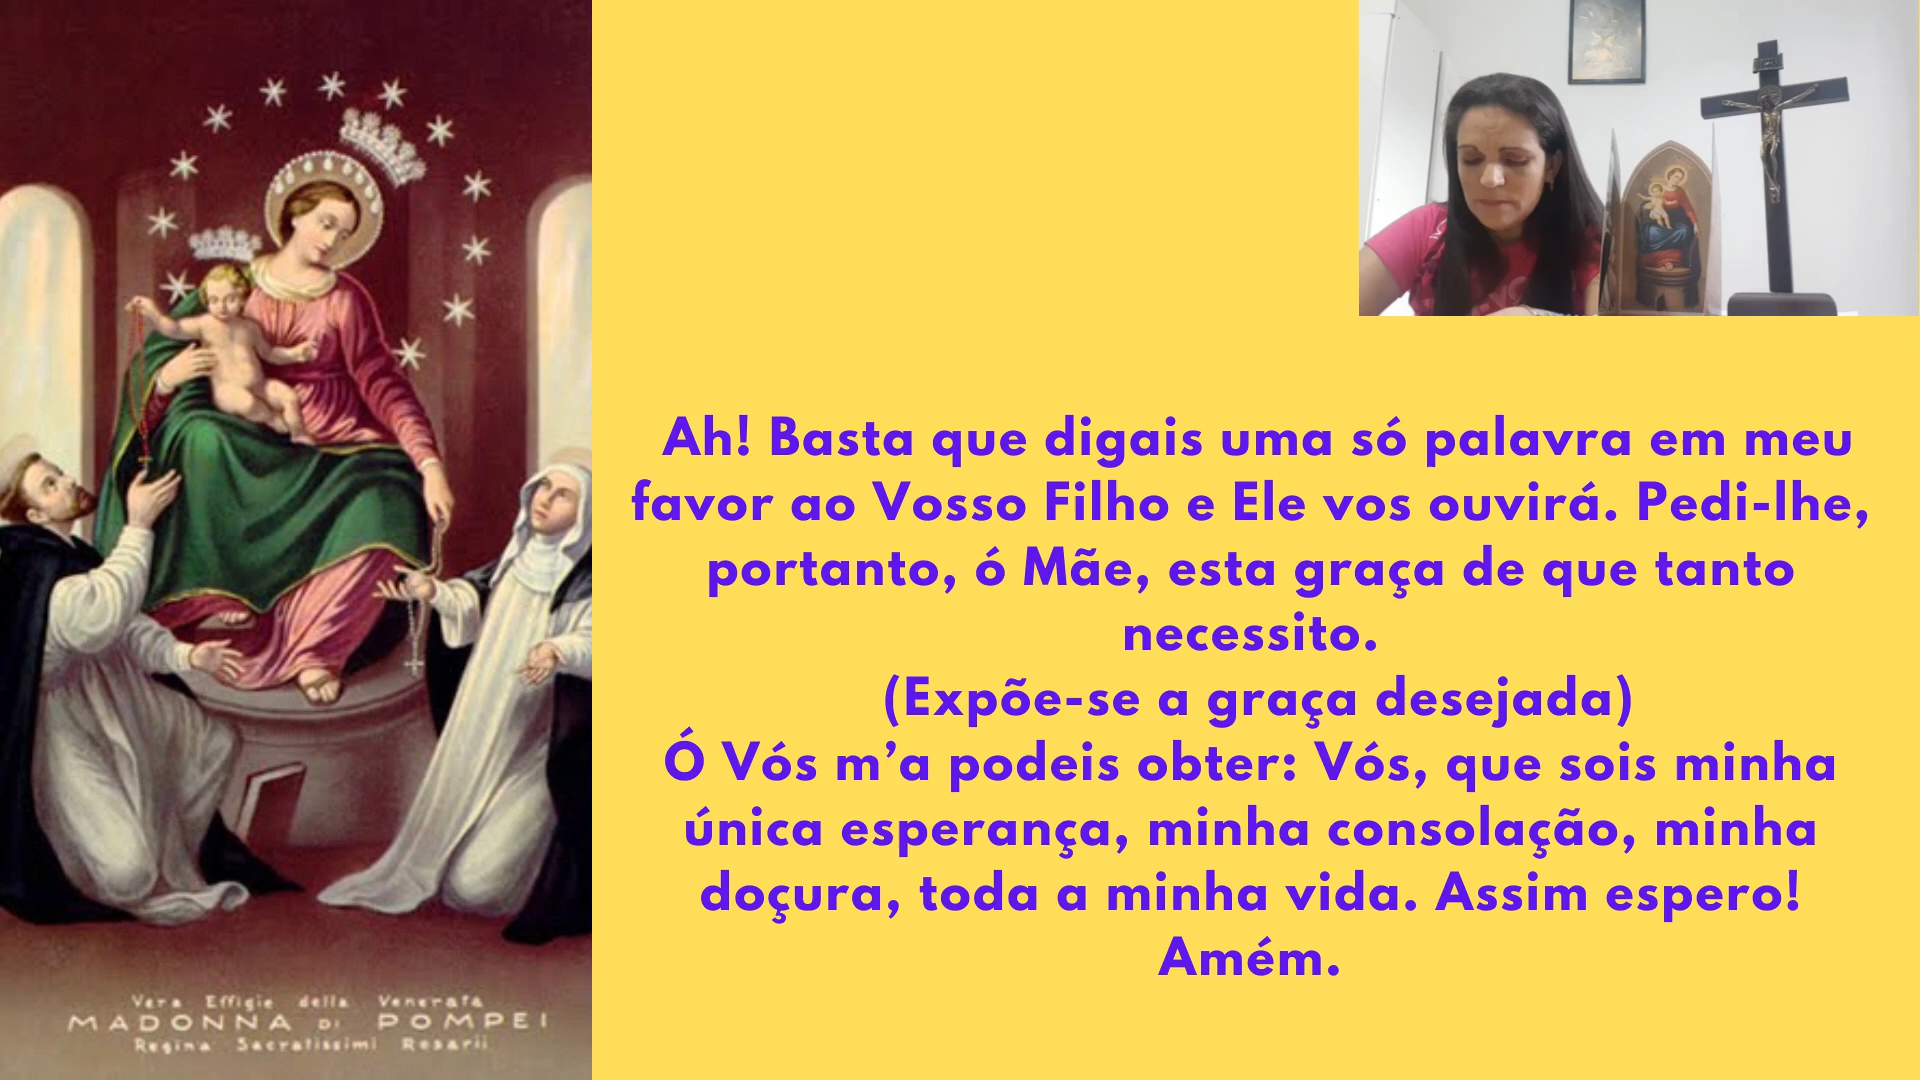 Ah! Basta que digais uma só palavra em meu
favor ao Vosso Filho e Ele vos ouvirá. Pedi-lhe,
portanto, ó Mãe, esta graça de que tanto
necessito.
(Expõe-se a graça desejada)
Ó Vós m’a podeis obter: Vós, que sois minha
única esperança, minha consolação, minha
doçura, toda a minha vida. Assim espero!
Amém.
Vera Effigie della Venerata
MADONNA DI POMPEI
Regina Sacratissimi Rosarii